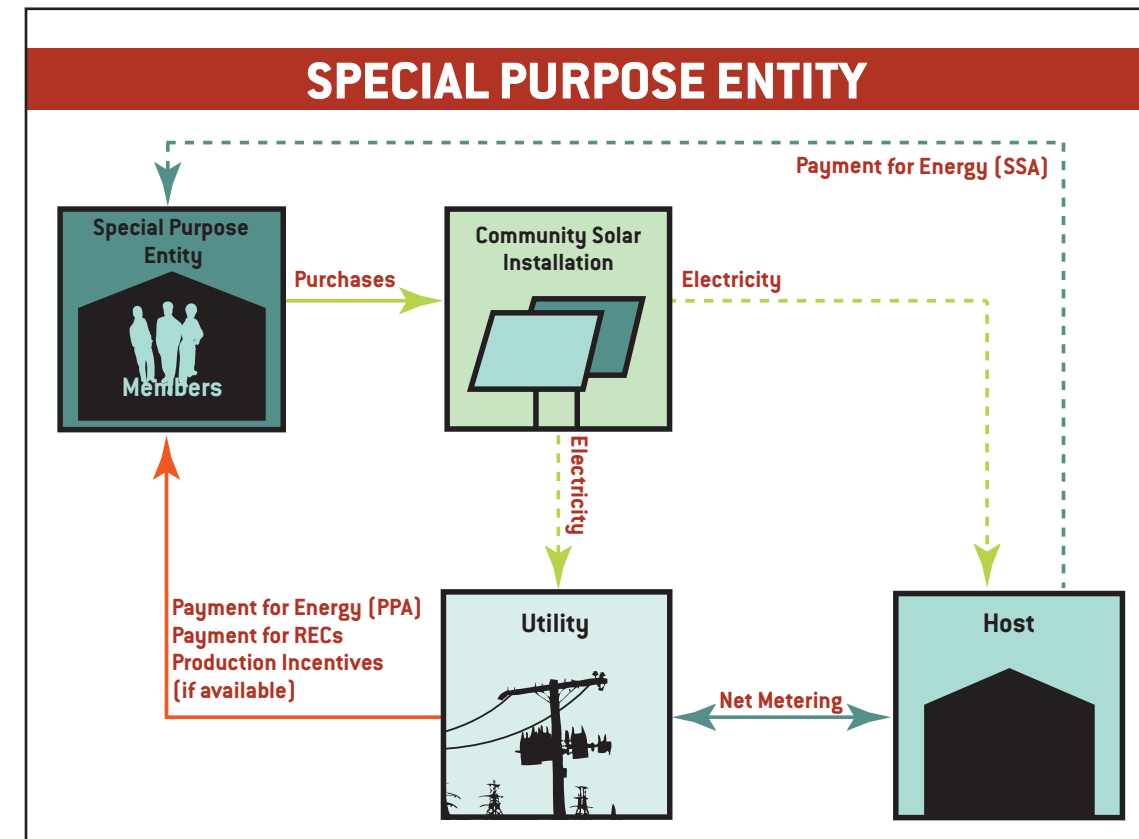 SPECIAL PURPOSE ENTITY
Payment for Energy (SSA)
Special Purpose
Entity
Members
Purchases
Community Solar
Installation
Electricity
Electricity
Payment for Energy (PPA)
Payment for RECs
Production Incentives
(if available)
Utility
Net Metering
Host